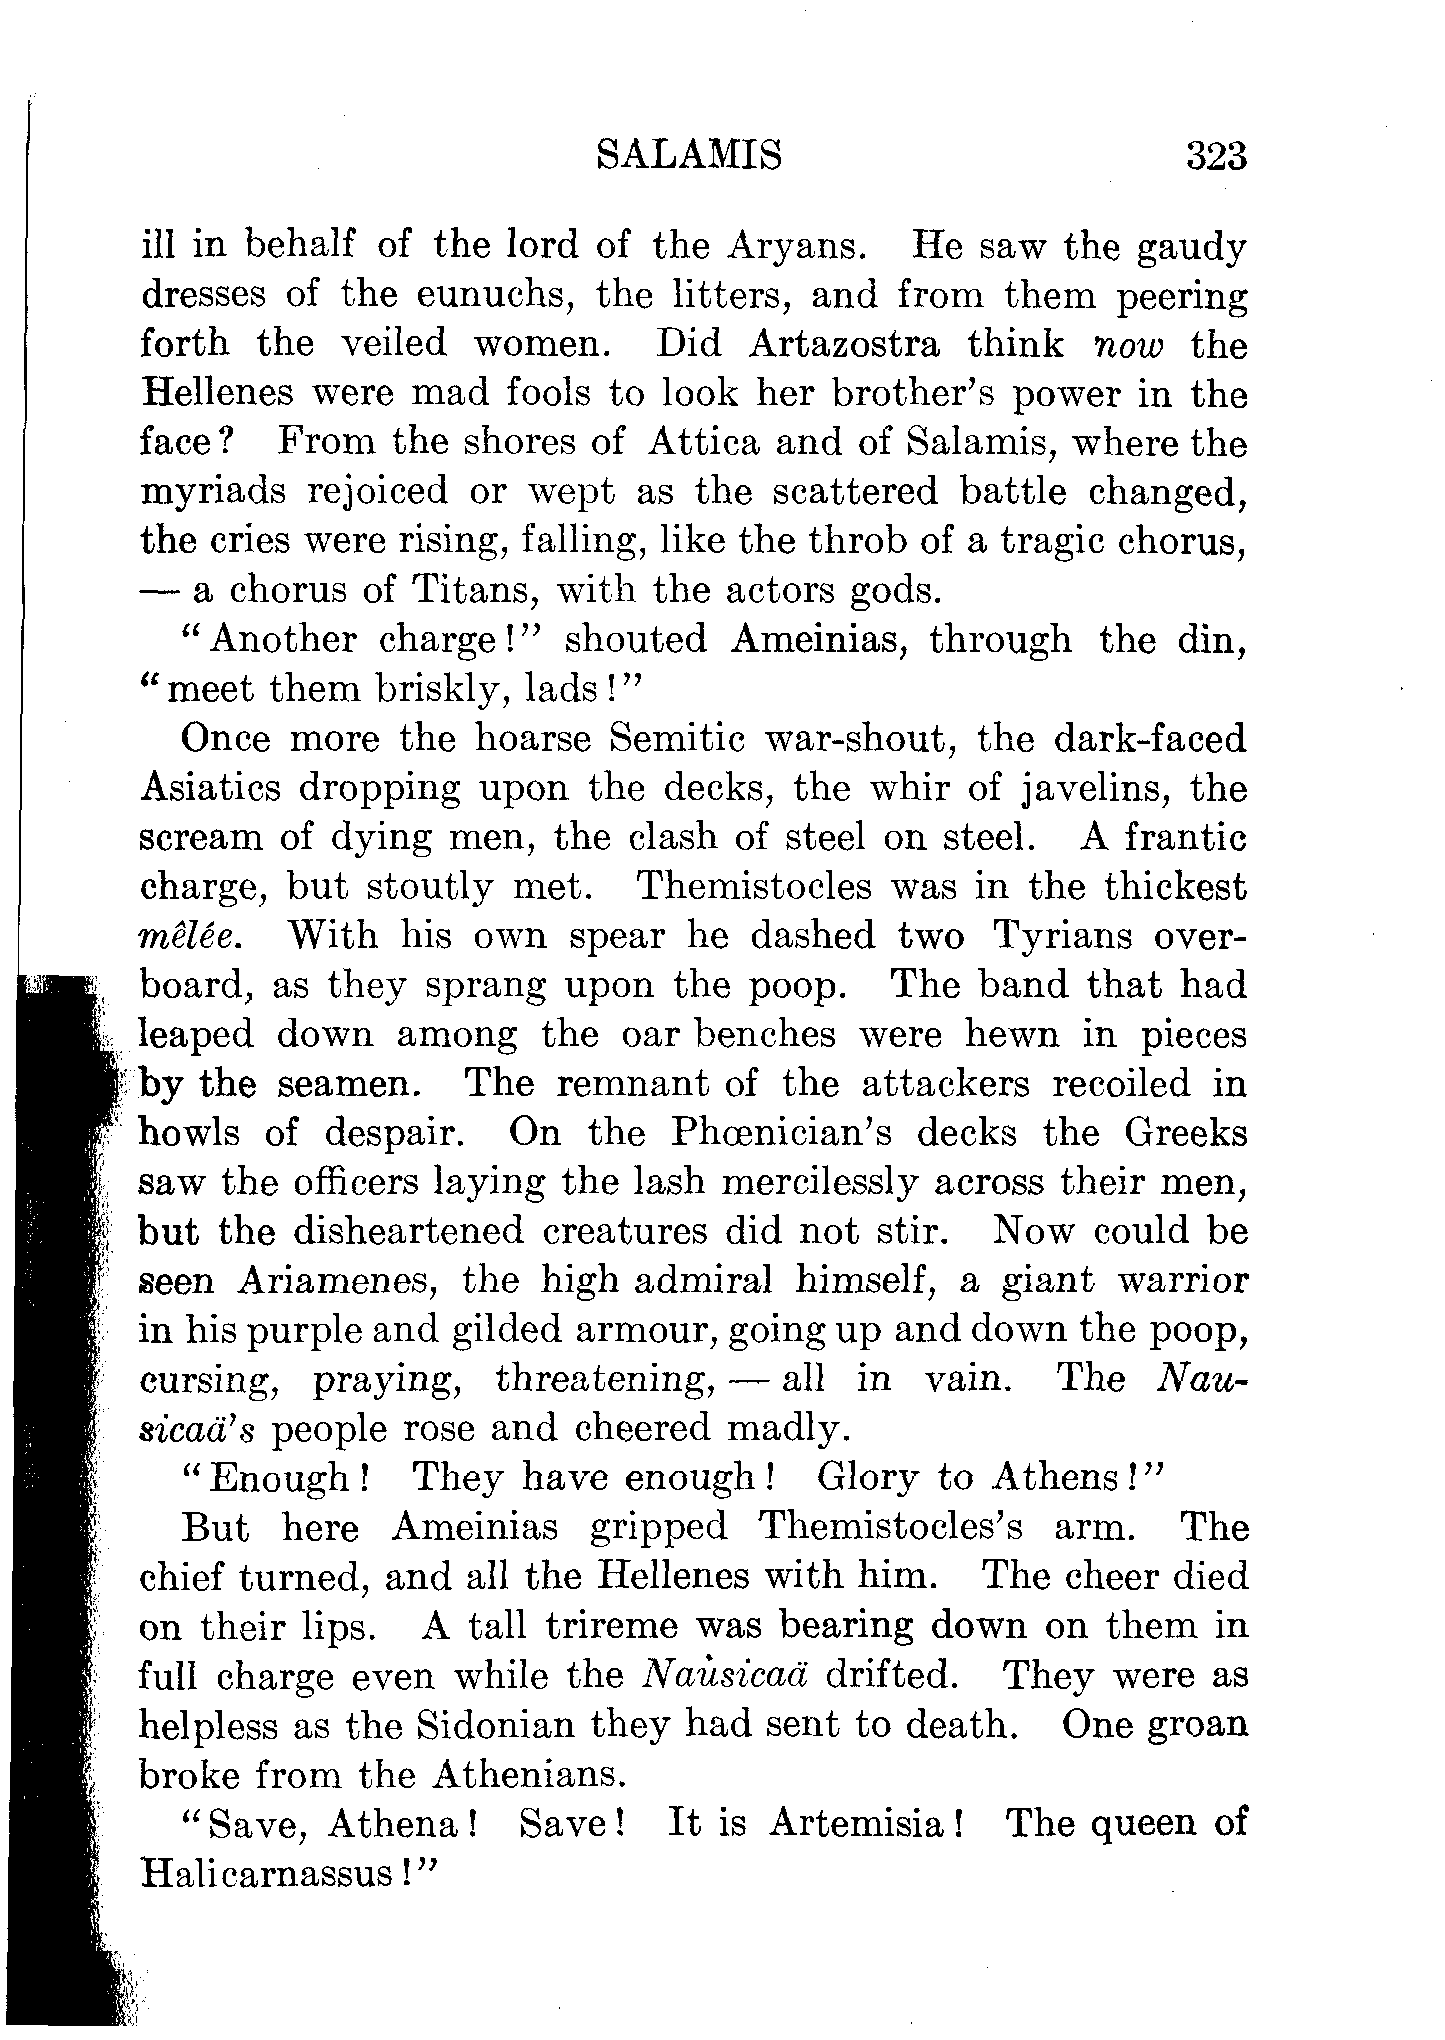 SALAMIS 323
ill in behalf of the lord of the Aryans. He saw the gaudy
dresses of the eunuchs, the litters, and from them peering
forth the veiled women. Did Artazostra think now the
Hellenes were mad fools to look her brother's power in the
face? From the shores of Attica and of Salamis, where the
myriads rejoiced or wept as the scattered battle changed,
the cries were rising, falling, like the throb of a tragic chorus,
— a chorus of Titans, with the actors gods.
"Another charge!" shouted Ameinias, through the din,
"meet them briskly, lads!"
Once more the hoarse Semitic war-shout, the dark-faced
Asiatics dropping upon the decks, the whir of javelins, the
scream of dying men, the clash of steel on steel. A frantic
charge, but stoutly met. Themistocles was in the thickest
mêlée. With his own spear he dashed two Tyrians over-
board, as they sprang upon the poop. The band that had
leaped down among the oar benches were hewn in pieces
by the seamen. The remnant of the attackers recoiled in
howls of despair. On the Phœnician's decks the Greeks
saw the officers laying the lash mercilessly across their men,
but the disheartened creatures did not stir. Now could be
seen Ariamenes, the high admiral himself, a giant warrior
in his purple and gilded armour, going up and down the poop,
cursing, praying, threatening, — all in vain. The Nau-
sicaä's people rose and cheered madly.
"Enough! They have enough! Glory to Athens!"
But here Ameinias gripped Themistocles's arm. The
chief turned, and all the Hellenes with him. The cheer died
on their lips. A tall trireme was bearing down on them in
full charge even while the Nausicaä drifted. They were as
helpless as the Sidonian they had sent to death. One groan
broke from the Athenians.
"Save, Athena! Save! It is Artemisia! The queen of
Halicarnassus!"